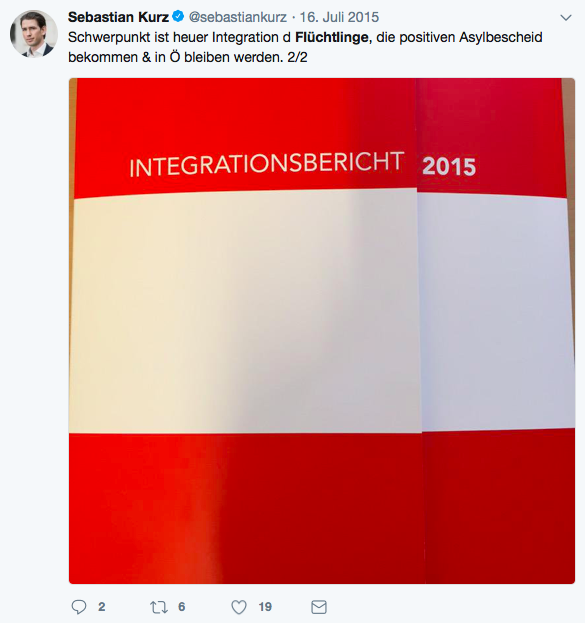 Sebastian Kurz @sebastiankurz · 16. Juli 2015
Schwerpunkt ist heuer Integration d Flüchtlinge, die positiven Asylbescheid
bekommen & in Ö bleiben werden. 2/2
INTEGRATIONSBERICHT 2015
2 6 19